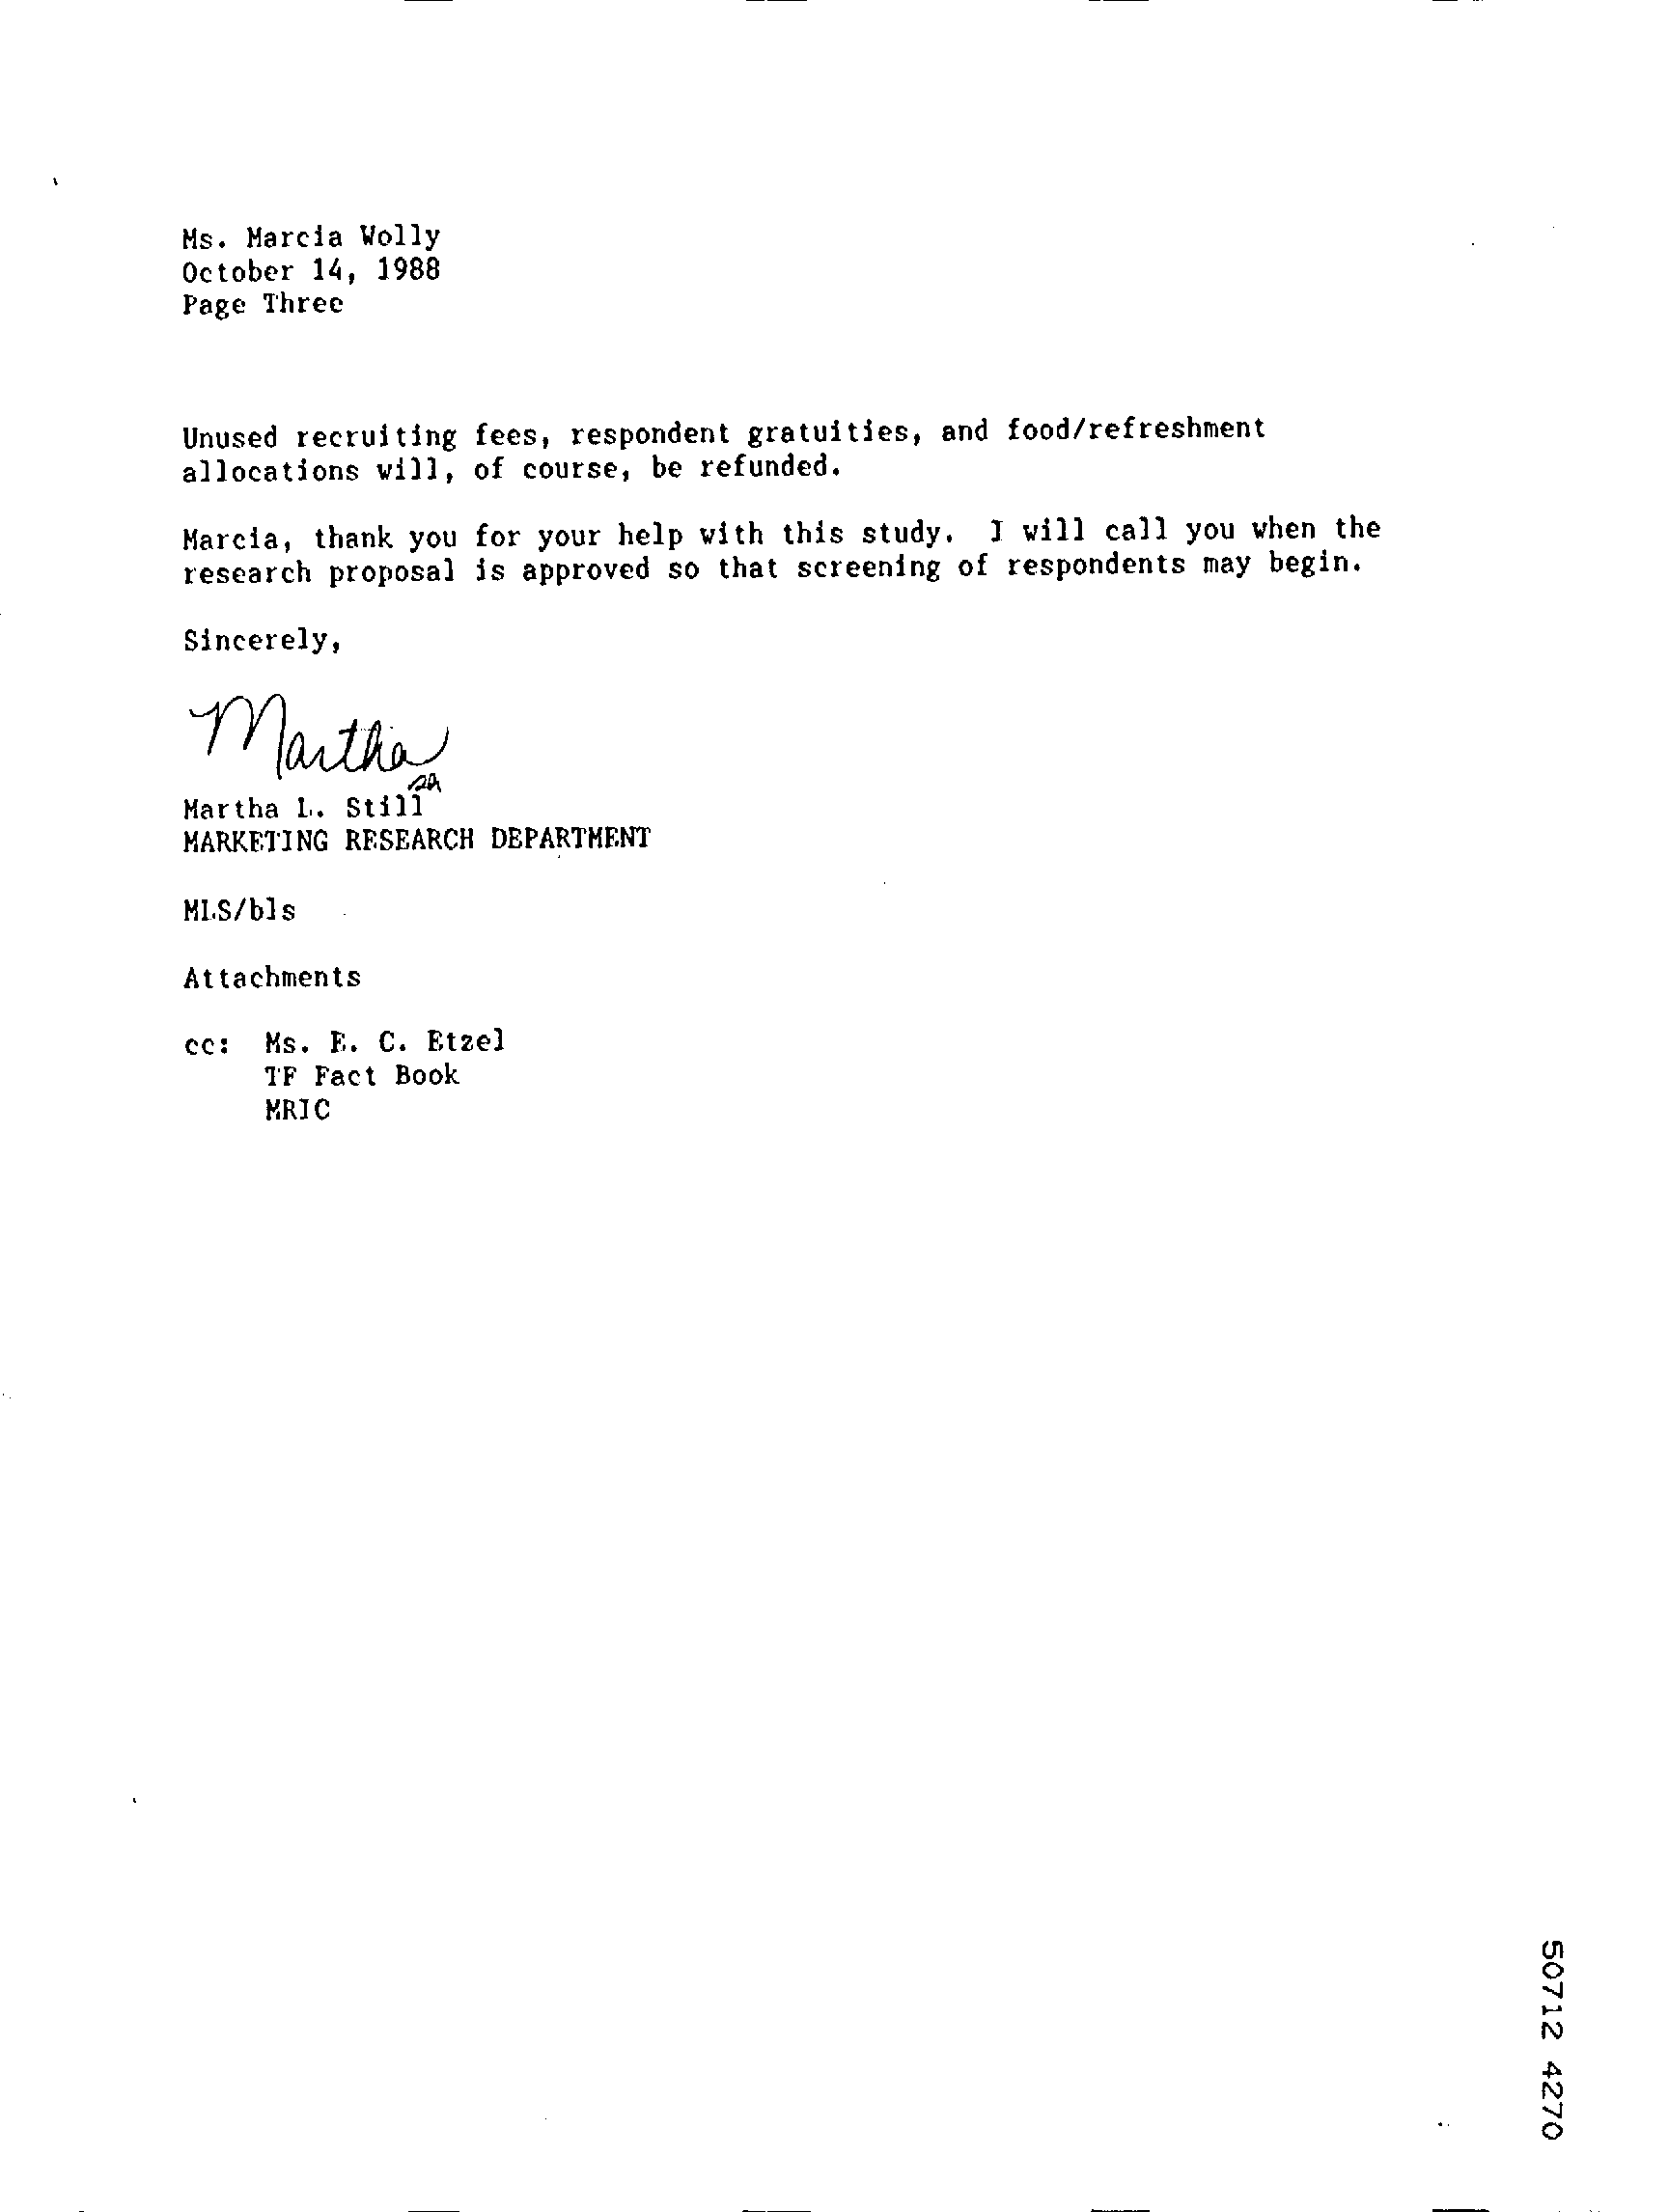 Ms. Marcia Wolly
October 14, 1988
Page Three
Unused recruiting fees, respondent gratuities, and food/refreshment
allocations will, of course, be refunded.
Marcia, thank you for your help with this study. I will call you when the
research proposal is approved so that screening of respondents may begin.
Sincerely,
Martha
Martha L. Still
MARKETING RESEARCH DEPARTMENT
MLS/bls
Attachments
cc: Ms. E. C. Etzel
TF Fact Book
MRIC
50712 4270